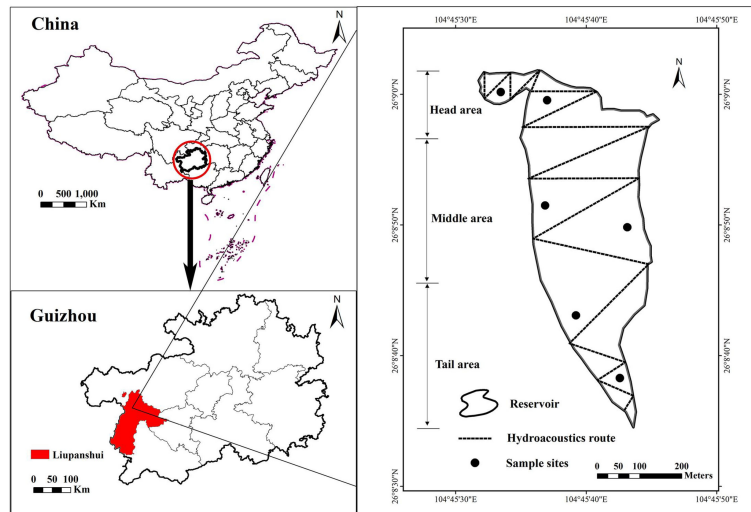 China
N
0 500 1,000
Km
Guizhou
N
Liupanshui
0 50 100
Km
104°45'30"E 104°45'40"E 104°45'50"E
N
26°9'0"N 26°9'0"N
Head area
Middle area
26°8'50"N 26°8'50"N
26°8'40"N 26°8'40"N
Tail area
Reservoir
Hydroacoustics route
Sample sites
0 50 100 200
Meters
26°8'30"N 26°8'30"N
104°45'30"E 104°45'40"E 104°45'50"E